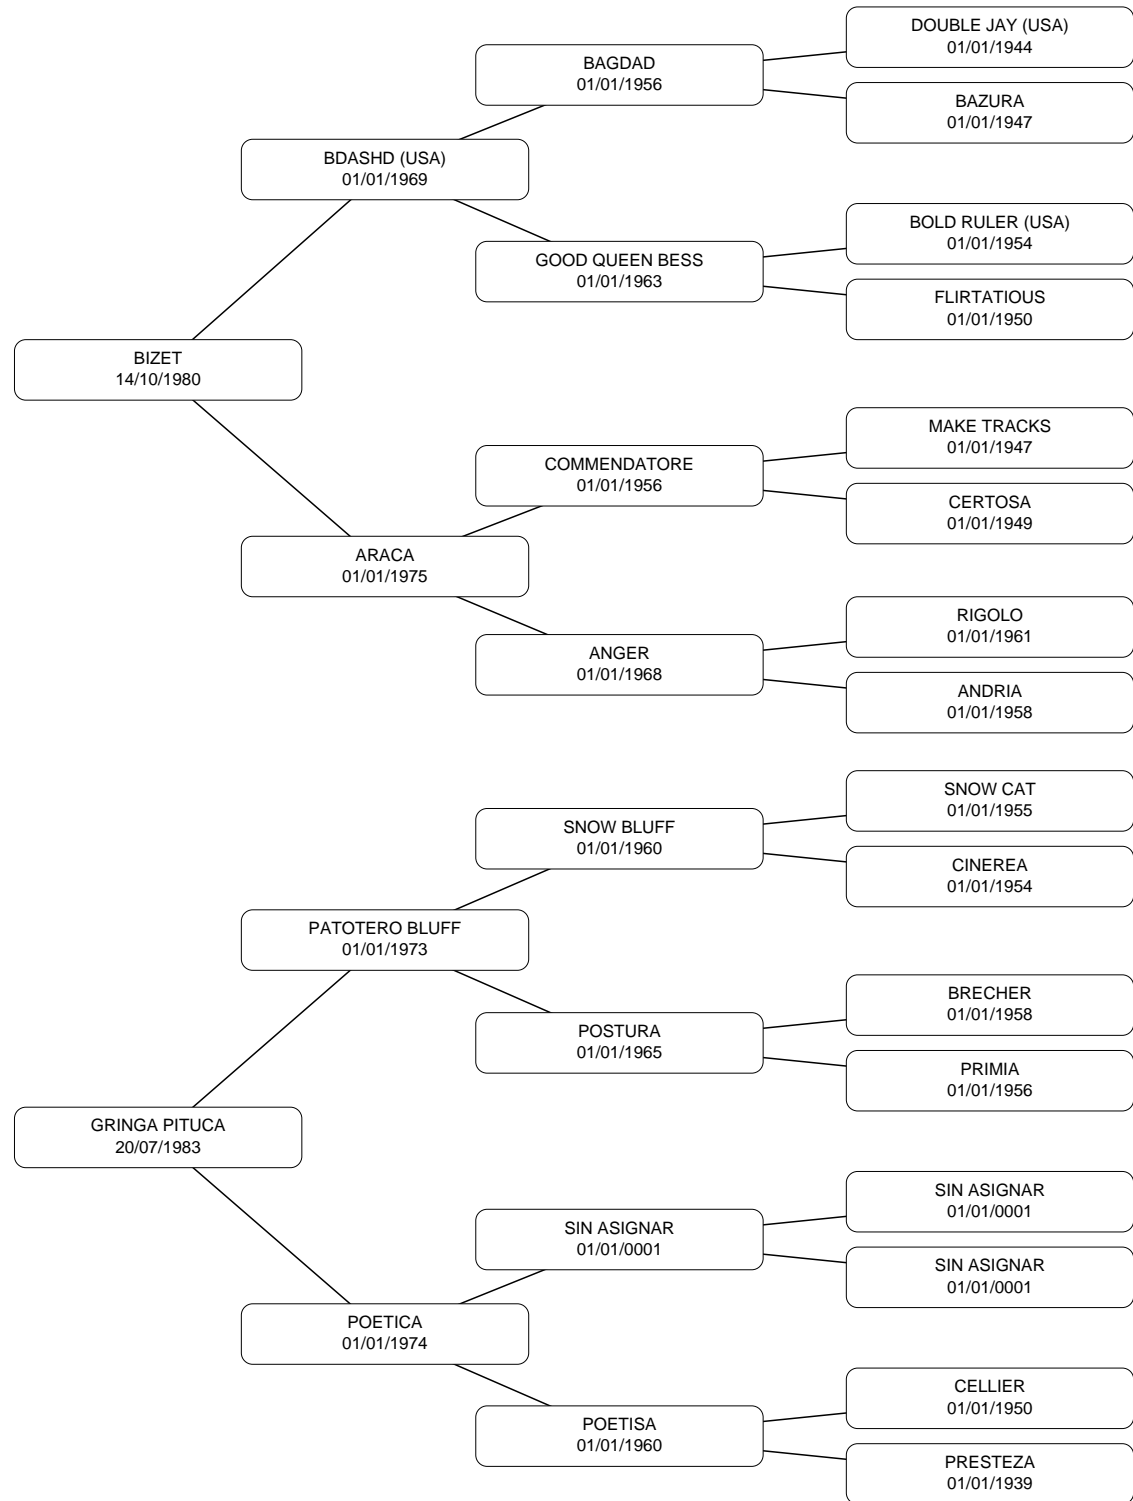 DOUBLE JAY (USA)
01/01/1944
BAGDAD
01/01/1956
BAZURA
01/01/1947
BDASHD (USA)
01/01/1969
BOLD RULER (USA)
01/01/1954
GOOD QUEEN BESS
01/01/1963
FLIRTATIOUS
01/01/1950
BIZET
14/10/1980
MAKE TRACKS
01/01/1947
COMMENDATORE
01/01/1956
CERTOSA
01/01/1949
ARACA
01/01/1975
RIGOLO
01/01/1961
ANGER
01/01/1968
ANDRIA
01/01/1958
SNOW CAT
01/01/1955
SNOW BLUFF
01/01/1960
CINEREA
01/01/1954
PATOTERO BLUFF
01/01/1973
BRECHER
01/01/1958
POSTURA
01/01/1965
PRIMIA
01/01/1956
GRINGA PITUCA
20/07/1983
SIN ASIGNAR
01/01/0001
SIN ASIGNAR
01/01/0001
SIN ASIGNAR
01/01/0001
POETICA
01/01/1974
CELLIER
01/01/1950
POETISA
01/01/1960
PRESTEZA
01/01/1939